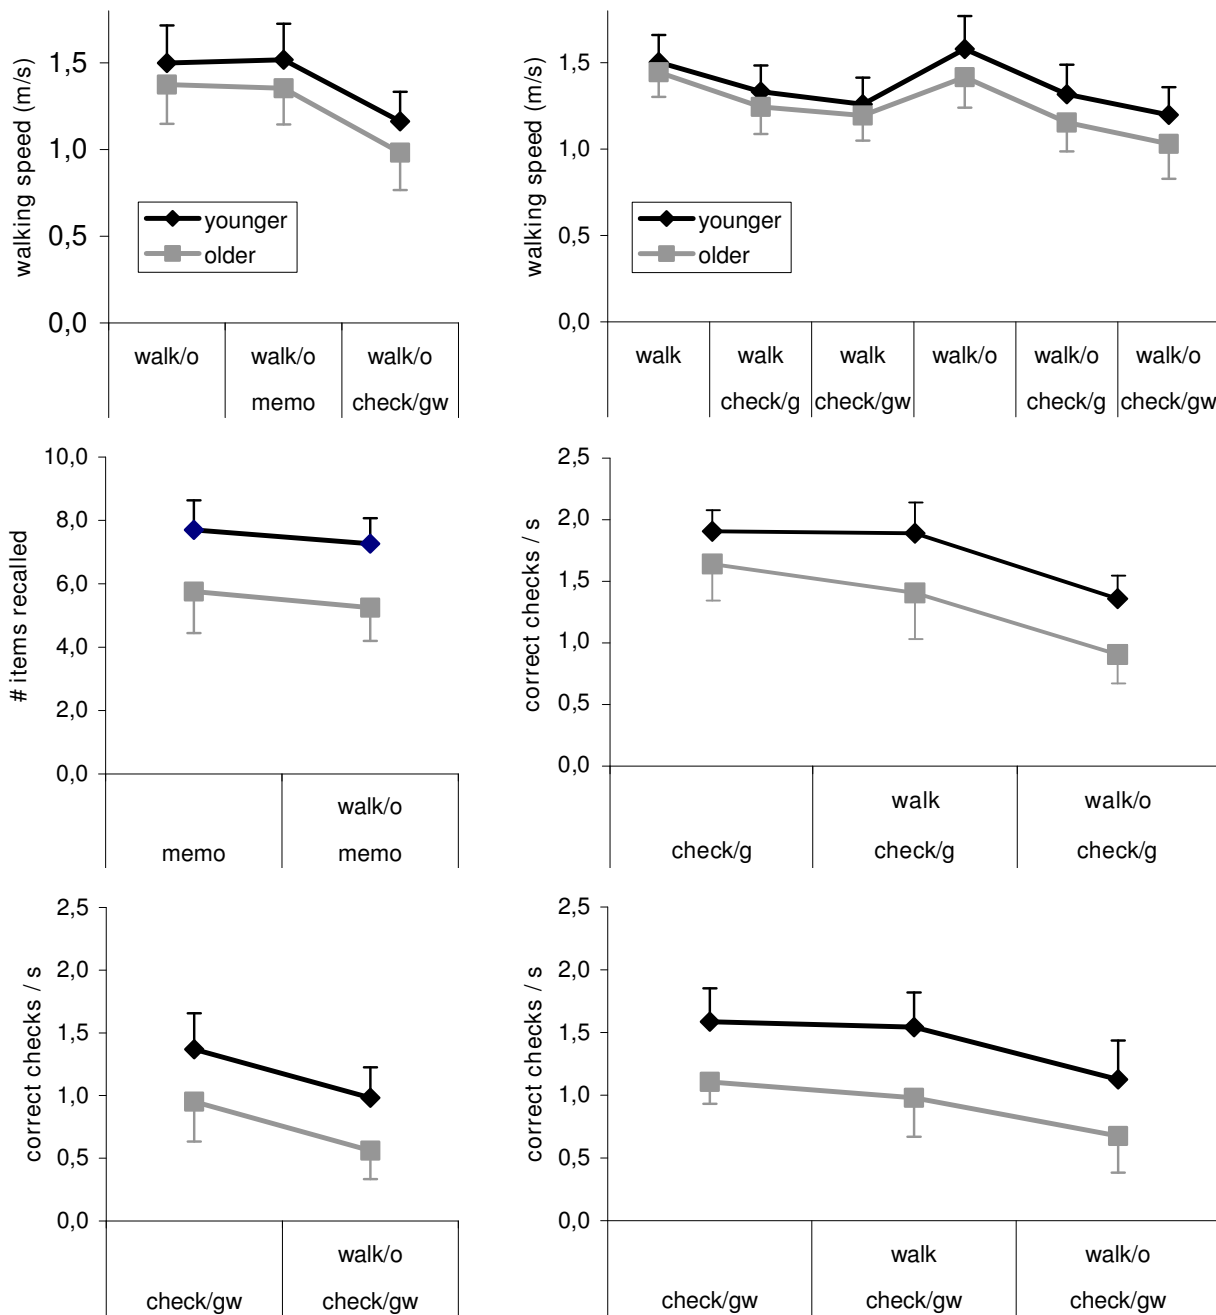 walking speed (m/s)
1,5
1,0
0,5
0,0
younger
older
walk/o
walk/o
memo
walk/o
check/gw
walking speed (m/s)
1,5
1,0
0,5
0,0
younger
older
walk
walk
check/g
walk
check/gw
walk/o
walk/o
check/g
walk/o
check/gw
# items recalled
10,0
8,0
6,0
4,0
2,0
0,0
memo
walk/o
memo
correct checks / s
2,5
2,0
1,5
1,0
0,5
0,0
check/g
walk
check/g
walk/o
check/g
correct checks / s
2,5
2,0
1,5
1,0
0,5
0,0
check/gw
walk/o
check/gw
correct checks / s
2,5
2,0
1,5
1,0
0,5
0,0
check/gw
walk
check/gw
walk/o
check/gw